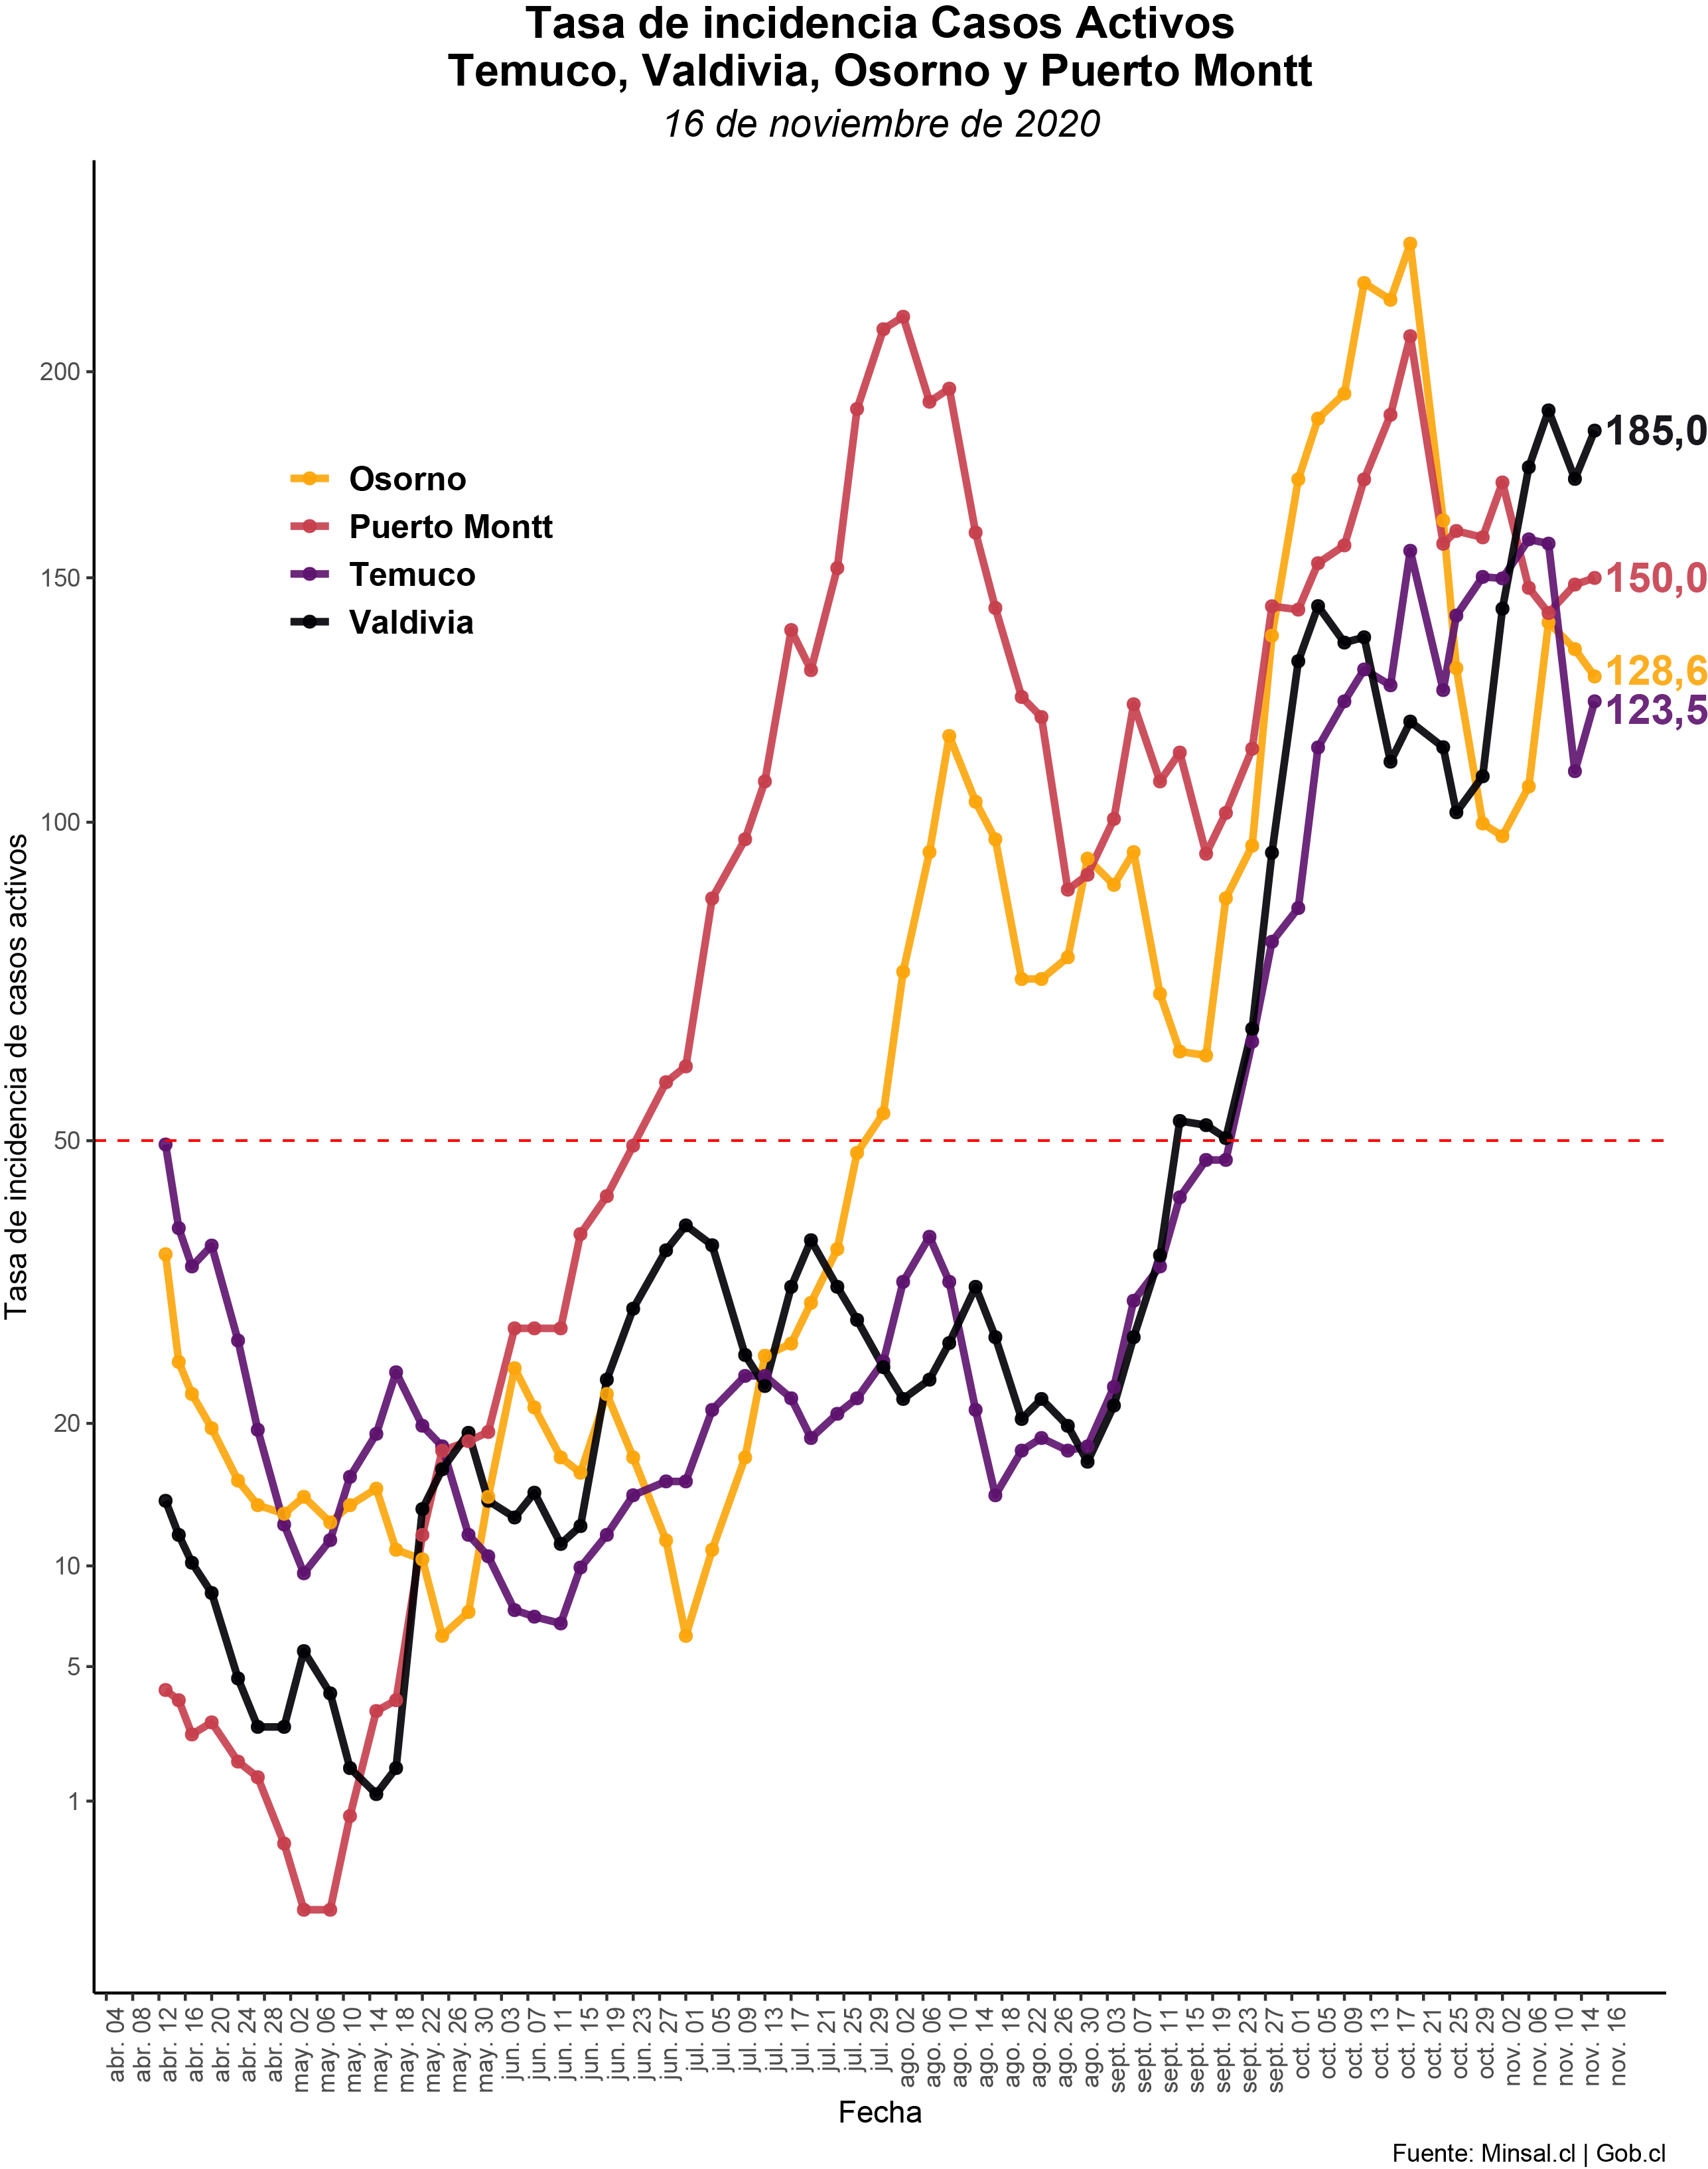 Tasa de incidencia Casos Activos
Temuco, Valdivia, Osorno y Puerto Montt
16 de noviembre de 2020
Tasa de incidencia de casos activos
200
150
100
50
20
10
5
1
Osorno
Puerto Montt
Temuco
Valdivia
185,0
150,0
128,6
123,5
abr. 04
abr. 08
abr. 12
abr. 16
abr. 20
abr. 24
abr. 28
may. 02
may. 06
may. 10
may. 14
may. 18
may. 22
may. 26
may. 30
jun. 03
jun. 07
jun. 11
jun. 15
jun. 19
jun. 23
jun. 27
jul. 01
jul. 05
jul. 09
jul. 13
jul. 17
jul. 21
jul. 25
jul. 29
ago. 02
ago. 06
ago. 10
ago. 14
ago. 18
ago. 22
ago. 26
ago. 30
sept. 03
sept. 07
sept. 11
sept. 15
sept. 19
sept. 23
sept. 27
oct. 01
oct. 05
oct. 09
oct. 13
oct. 17
oct. 21
oct. 25
oct. 29
nov. 02
nov. 06
nov. 10
nov. 14
nov. 16
Fecha
Fuente: Minsal.cl | Gob.cl